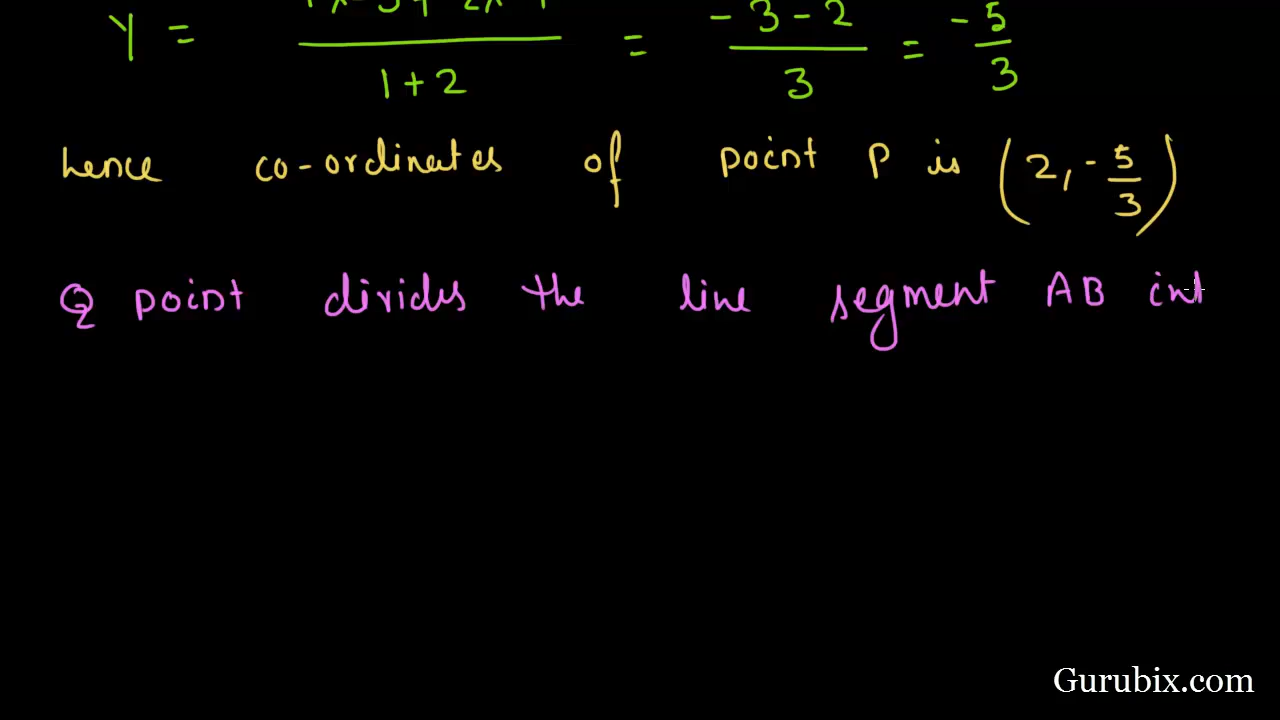 Y = 1+2 = -3-2/3 = -5/3
hence co-ordinates of point P is (2, -5/3)
Q point divides the line segment AB int
Gurubix.com